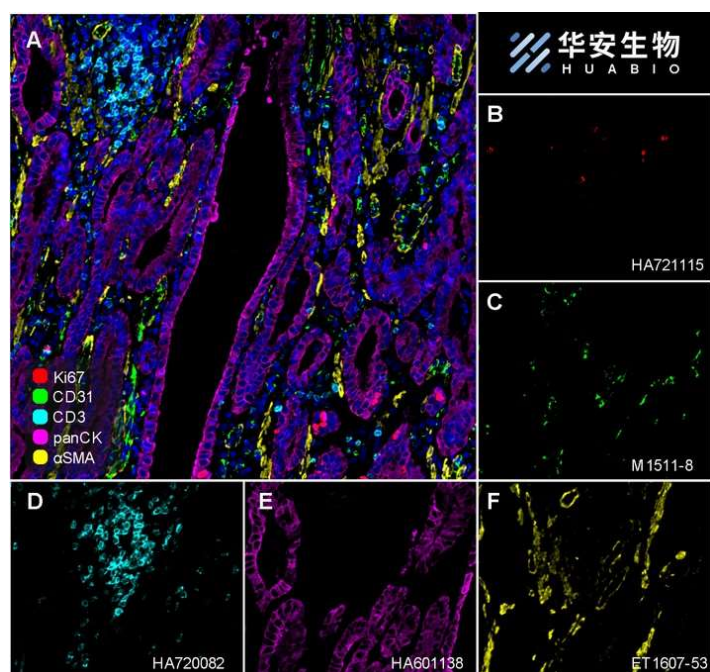 A
华安生物
HUABIO
B
HA721115
C
M1511-8
Ki67
CD31
CD3
panCK
αSMA
D
HA720082
E
HA601138
F
ET1607-53